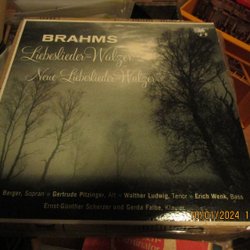 BRAHMS
Liebeslieder-Walzer
Neue Liebeslieder-Walzer
Berger, Sopran – Gertrude Pitzinger, Alt – Walther Ludwig, Tenor – Erich Wenk, Bass
Ernst-Günther Scherzer und Gerda Falbe, Klavier
01/2024